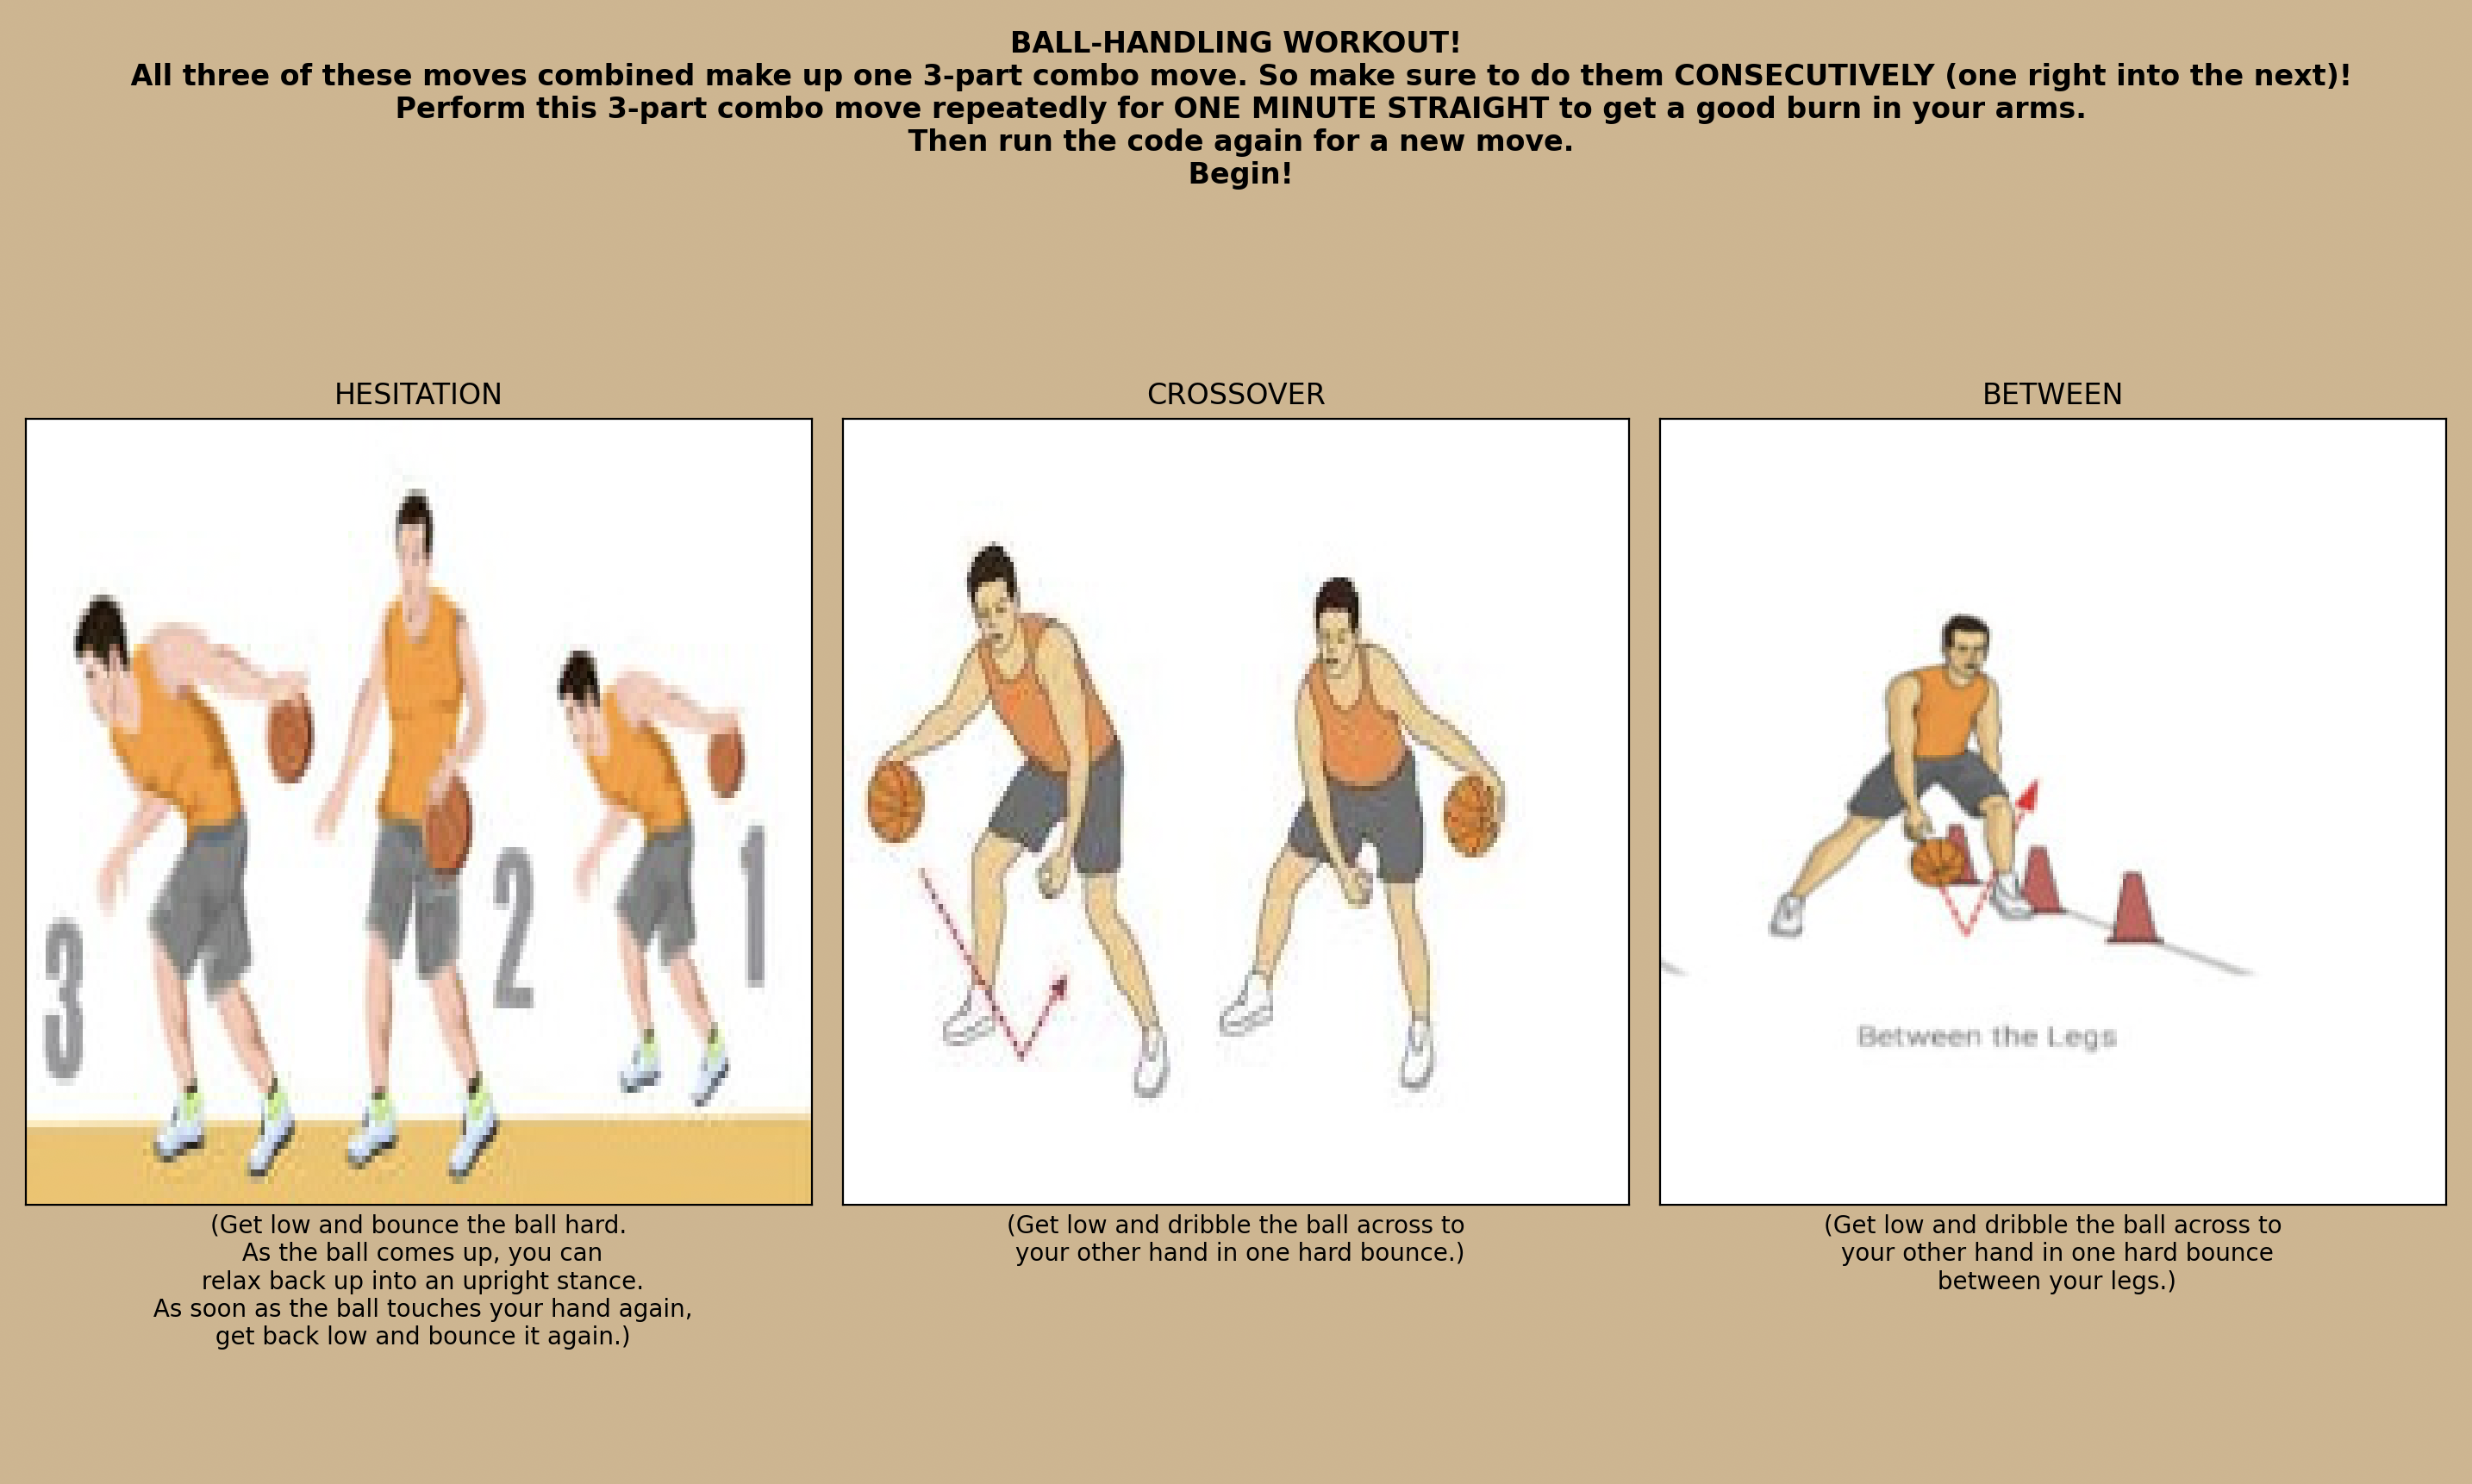 BALL-HANDLING WORKOUT!
All three of these moves combined make up one 3-part combo move. So make sure to do them CONSECUTIVELY (one right into the next)!
Perform this 3-part combo move repeatedly for ONE MINUTE STRAIGHT to get a good burn in your arms.
Then run the code again for a new move.
Begin!
HESITATION
3
2
1
(Get low and bounce the ball hard.
As the ball comes up, you can
relax back up into an upright stance.
As soon as the ball touches your hand again,
get back low and bounce it again.)
CROSSOVER
(Get low and dribble the ball across to
your other hand in one hard bounce.)
BETWEEN
Between the Legs
(Get low and dribble the ball across to
your other hand in one hard bounce
between your legs.)